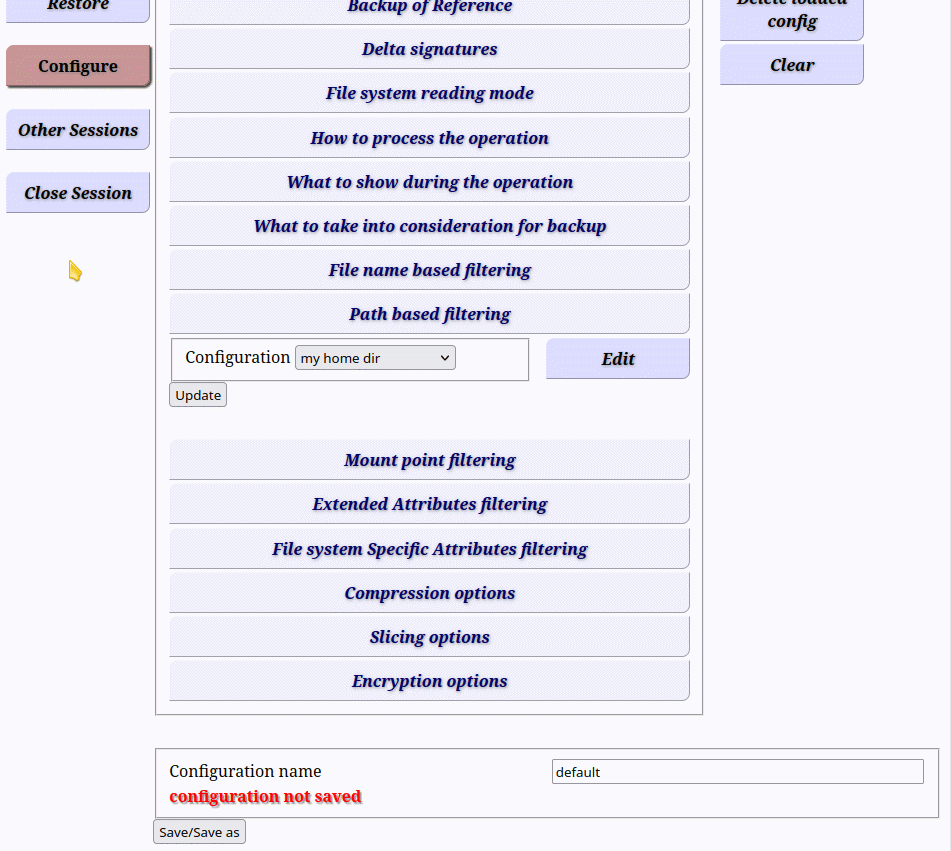 Restore
Configure
Other Sessions
Close Session
Backup of Reference
Delta signatures
File system reading mode
How to process the operation
What to show during the operation
What to take into consideration for backup
File name based filtering
Path based filtering
Configuration my home dir
Edit
Update
Mount point filtering
Extended Attributes filtering
File system Specific Attributes filtering
Compression options
Slicing options
Encryption options
Delete loaded
config
Clear
Configuration name default
configuration not saved
Save/Save as